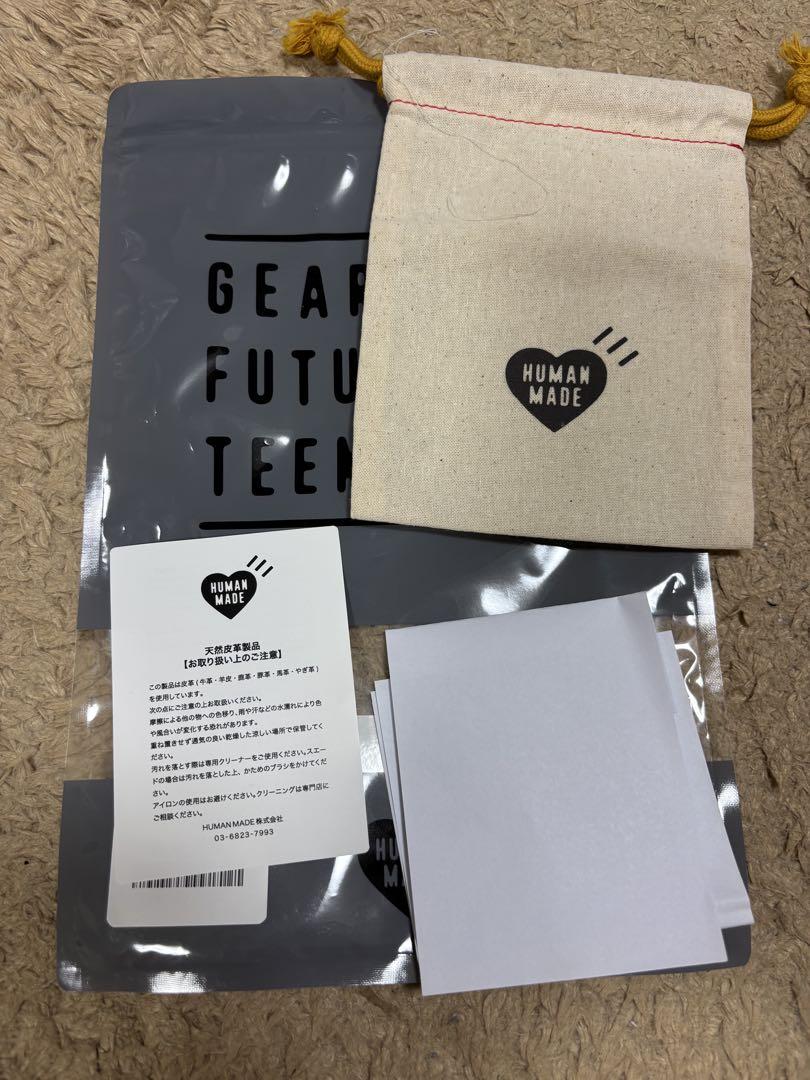 GEAR
FUTU
TEEN
HUMAN
MADE
HUMAN
MADE
天然皮革製品
【お取り扱い上のご注意】
この製品は皮革(牛革・羊皮・鹿革・豚革・馬革・やぎ革)
を使用しています。
次の点にご注意の上お取扱いください。
摩擦による他の物への色移り、雨や汗などの水濡れにより色
や風合いが変化する恐れがあります。
重ね置きせず通気の良い乾燥した涼しい場所で保管してく
ださい。
汚れを落とす際は専用クリーナーをご使用ください。スエー
ドの場合は汚れを落とした上、かためのブラシをかけてくだ
さい。
アイロンの使用はお避けください。クリーニングは専門店に
ご相談ください。
HUMAN MADE 株式会社
03-6823-7993
HU
M